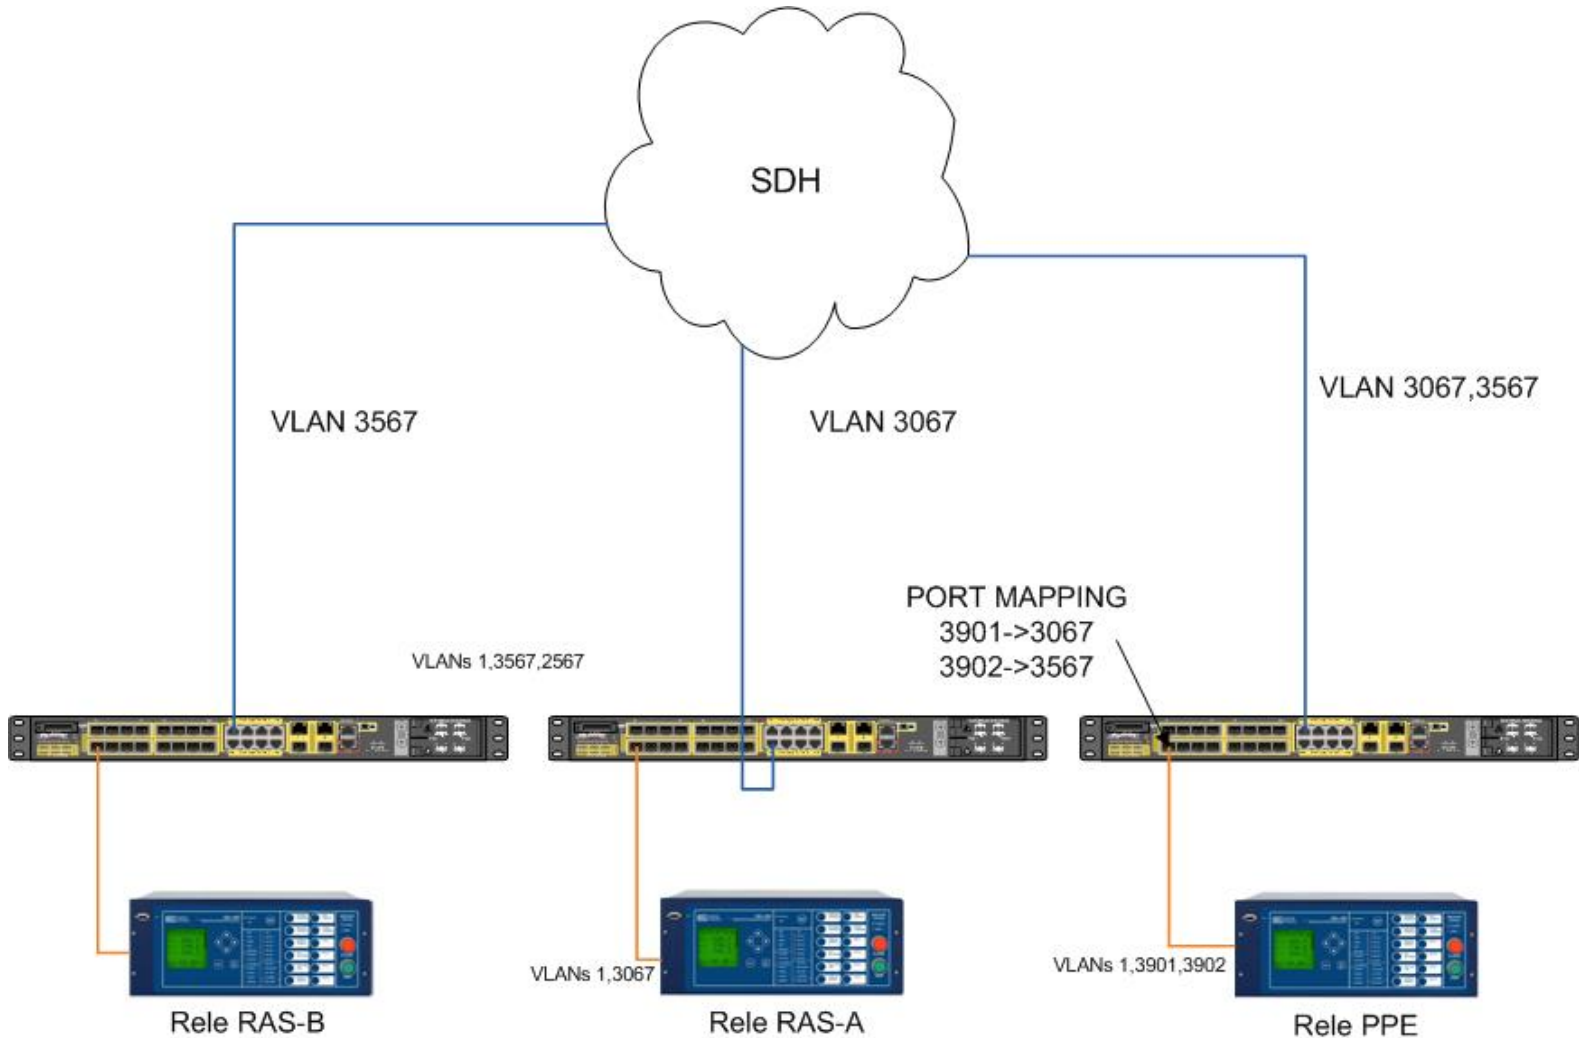 SDH
VLAN 3567
VLAN 3067
VLAN 3067,3567
PORT MAPPING
3901->3067
3902->3567
VLANs 1,3567,2567
VLANs 1,3067
VLANs 1,3901,3902
Rele RAS-B
Rele RAS-A
Rele PPE